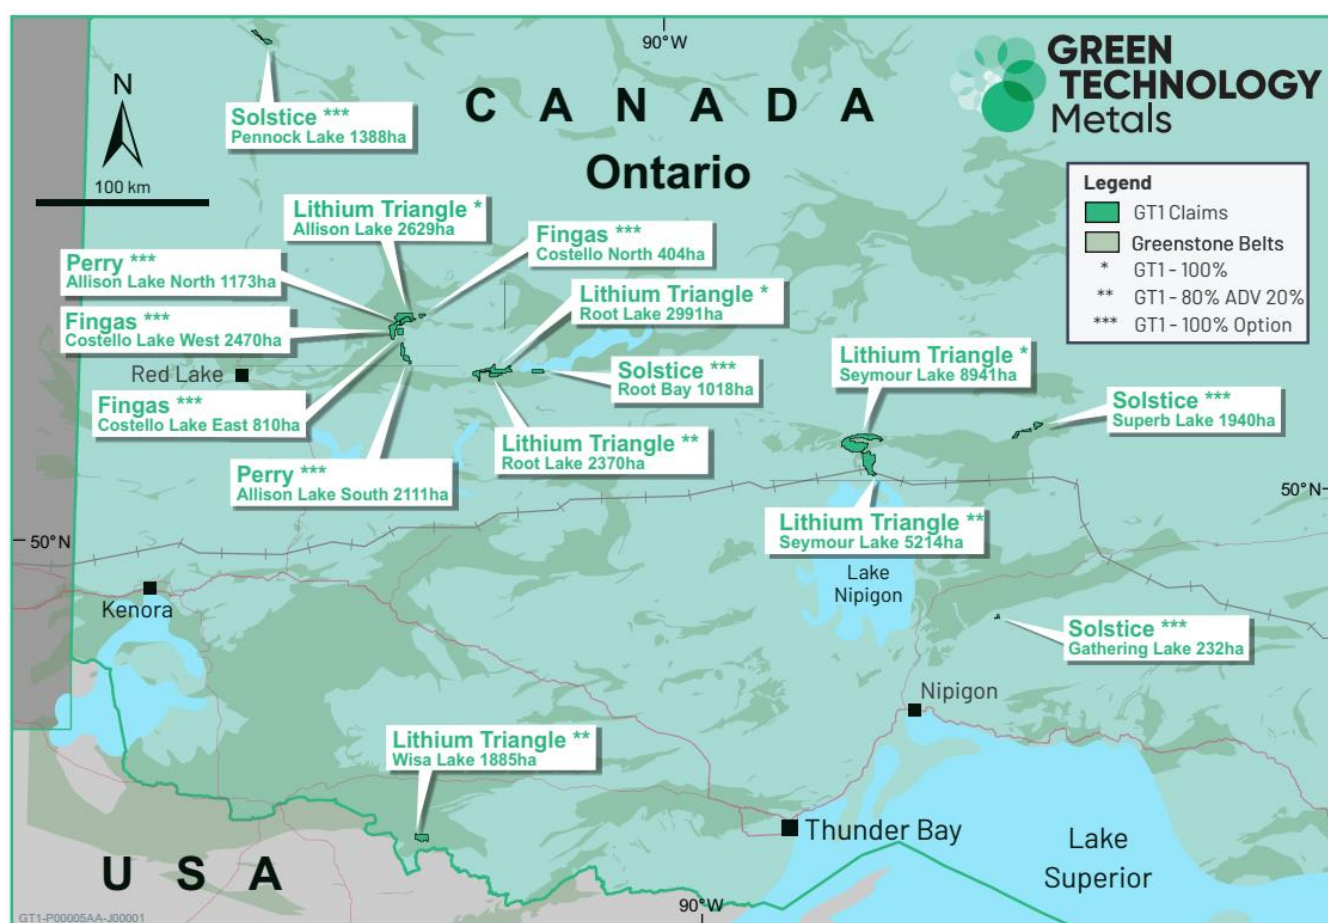 90°W
GREEN
TECHNOLOGY
Metals
N
100 km
CANADA
Ontario
Solstice ***
Pennock Lake 1388ha
Legend
GT1 Claims
Greenstone Belts
* GT1 - 100%
** GT1 - 80% ADV 20%
*** GT1 - 100% Option
Lithium Triangle *
Allison Lake 2629ha
Fingas ***
Costello North 404ha
Perry ***
Allison Lake North 1173ha
Lithium Triangle *
Root Lake 2991ha
Fingas ***
Costello Lake West 2470ha
Red Lake
Solstice ***
Root Bay 1018ha
Lithium Triangle *
Seymour Lake 8941ha
Fingas ***
Costello Lake East 810ha
Solstice ***
Superb Lake 1940ha
Lithium Triangle **
Root Lake 2370ha
Perry ***
Allison Lake South 2111ha
50°N
Lithium Triangle **
Seymour Lake 5214ha
50°N
Lake
Nipigon
Kenora
Solstice ***
Gathering Lake 232ha
Nipigon
Lithium Triangle **
Wisa Lake 1885ha
Thunder Bay
Lake
Superior
USA
90°W
GT1-P00005AA-J00001